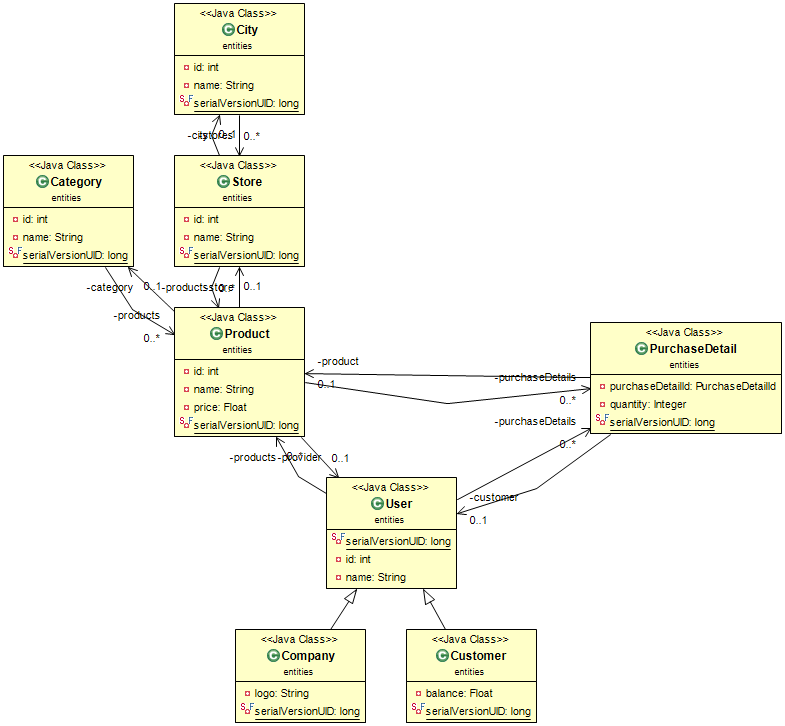 <<Java Class>>
City
entities
id: int
name: String
serialVersionUID: long
-city
0..1
-stores
0..*
<<Java Class>>
Category
entities
id: int
name: String
serialVersionUID: long
<<Java Class>>
Store
entities
id: int
name: String
serialVersionUID: long
-category
0..1
-products
0..*
-store
0..1
-products
0..*
<<Java Class>>
Product
entities
id: int
name: String
price: Float
serialVersionUID: long
<<Java Class>>
PurchaseDetail
entities
purchaseDetailId: PurchaseDetailId
quantity: Integer
serialVersionUID: long
-product
0..1
-purchaseDetails
0..*
-purchaseDetails
0..*
-products
0..*
-provider
0..1
-customer
0..1
<<Java Class>>
User
entities
serialVersionUID: long
id: int
name: String
<<Java Class>>
Company
entities
logo: String
serialVersionUID: long
<<Java Class>>
Customer
entities
balance: Float
serialVersionUID: long